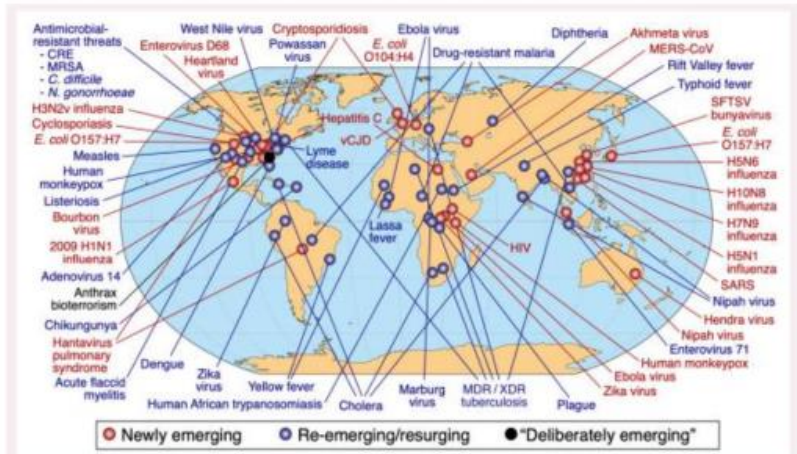 Antimicrobial-
resistant threats
- CRE
- MRSA
- C. difficile
- N. gonorrhoeae
H3N2v influenza
Cyclosporiasis
E. coli O157:H7
Measles
Human
monkeypox
Listeriosis
Bourbon
virus
2009 H1N1
influenza
Adenovirus 14
Anthrax
bioterrorism
Chikungunya
Hantavirus
pulmonary
syndrome
Acute flaccid
myelitis
West Nile virus
Enterovirus D68
Heartland
virus
Cryptosporidiosis
Powassan
virus
E. coli
O104:H4
Ebola virus
Drug-resistant malaria
Diphtheria
Akhmeta virus
MERS-CoV
Rift Valley fever
Typhoid fever
SFTSV
bunyavirus
E. coli
O157:H7
H5N6
influenza
H10N8
influenza
H7N9
influenza
H5N1
influenza
SARS
Nipah virus
Hendra virus
Nipah virus
Enterovirus 71
Human monkeypox
Ebola virus
Zika virus
Hepatitis C
vCJD
Lyme
disease
Lassa
fever
HIV
Dengue
Zika
virus
Yellow fever
Human African trypanosomiasis
Cholera
Marburg
virus
MDR / XDR
tuberculosis
Plague
Newly emerging
Re-emerging/resurging
"Deliberately emerging"